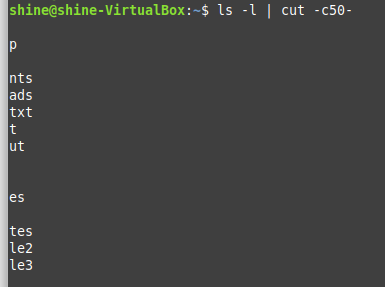 shine@shine-VirtualBox:~$ ls -l | cut -c50-
p
nts
ads
txt
t
ut
es
tes
le2
le3